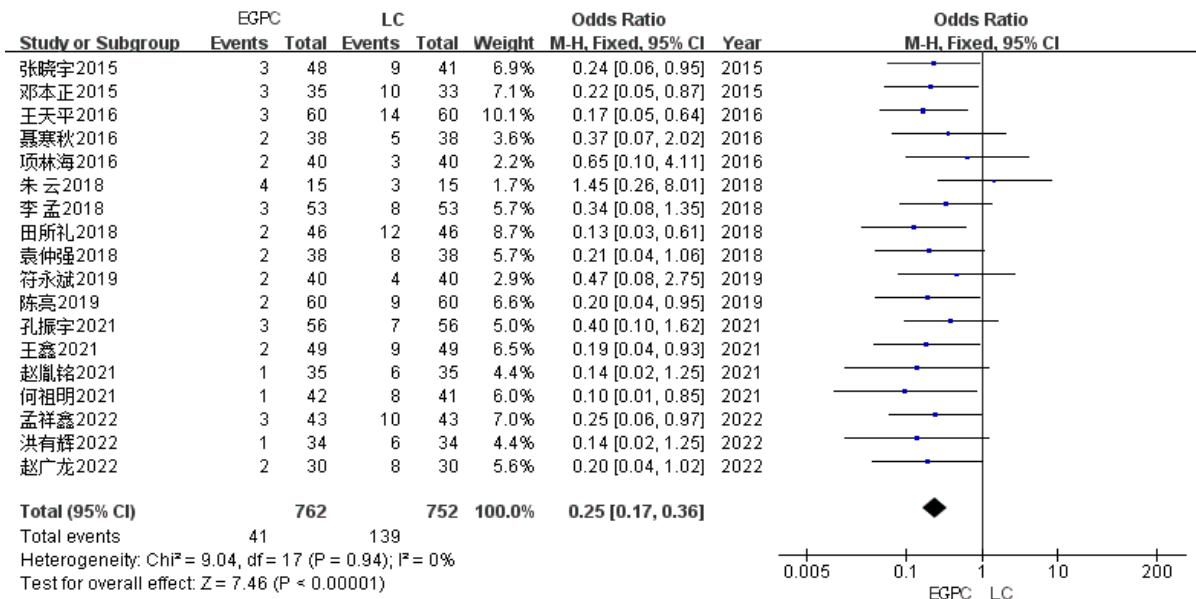 EGPC LC Odds Ratio Odds Ratio
Study or Subgroup Events Total Events Total Weight M-H, Fixed, 95% CI Year M-H, Fixed, 95% CI
张晓宇2015 3 48 9 41 6.9% 0.24 [0.06, 0.95] 2015
邓本正2015 3 35 10 33 7.1% 0.22 [0.05, 0.87] 2015
王天平2016 3 60 14 60 10.1% 0.17 [0.05, 0.64] 2016
聂寒秋2016 2 38 5 38 3.6% 0.37 [0.07, 2.02] 2016
项林海2016 2 40 3 40 2.2% 0.65 [0.10, 4.11] 2016
朱 云2018 4 15 3 15 1.7% 1.45 [0.26, 8.01] 2018
李 孟2018 3 53 8 53 5.7% 0.34 [0.08, 1.35] 2018
田所礼2018 2 46 12 46 8.7% 0.13 [0.03, 0.61] 2018
袁仲强2018 2 38 8 38 5.7% 0.21 [0.04, 1.06] 2018
符永斌2019 2 40 4 40 2.9% 0.47 [0.08, 2.75] 2019
陈亮2019 2 60 9 60 6.6% 0.20 [0.04, 0.95] 2019
孔振宇2021 3 56 7 56 5.0% 0.40 [0.10, 1.62] 2021
王鑫2021 2 49 9 49 6.5% 0.19 [0.04, 0.93] 2021
赵胤铭2021 1 35 6 35 4.4% 0.14 [0.02, 1.25] 2021
何祖明2021 1 42 8 41 6.0% 0.10 [0.01, 0.85] 2021
孟祥鑫2022 3 43 10 43 7.0% 0.25 [0.06, 0.97] 2022
洪有辉2022 1 34 6 34 4.4% 0.14 [0.02, 1.25] 2022
赵广龙2022 2 30 8 30 5.6% 0.20 [0.04, 1.02] 2022
Total (95% CI) 762 752 100.0% 0.25 [0.17, 0.36]
Total events 41 139
Heterogeneity: Chi² = 9.04, df = 17 (P = 0.94); I² = 0%
Test for overall effect: Z = 7.46 (P < 0.00001)
0.005 0.1 1 10 200
EGPC LC